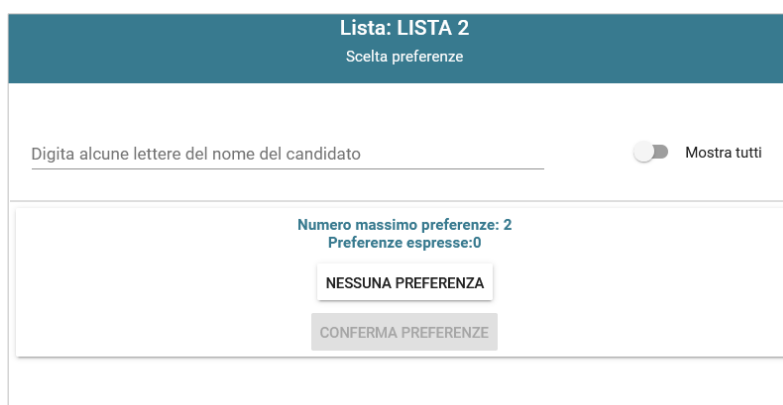 Lista: LISTA 2
Scelta preferenze
Digita alcune lettere del nome del candidato
Mostra tutti
Numero massimo preferenze: 2
Preferenze espresse:0
NESSUNA PREFERENZA
CONFERMA PREFERENZE